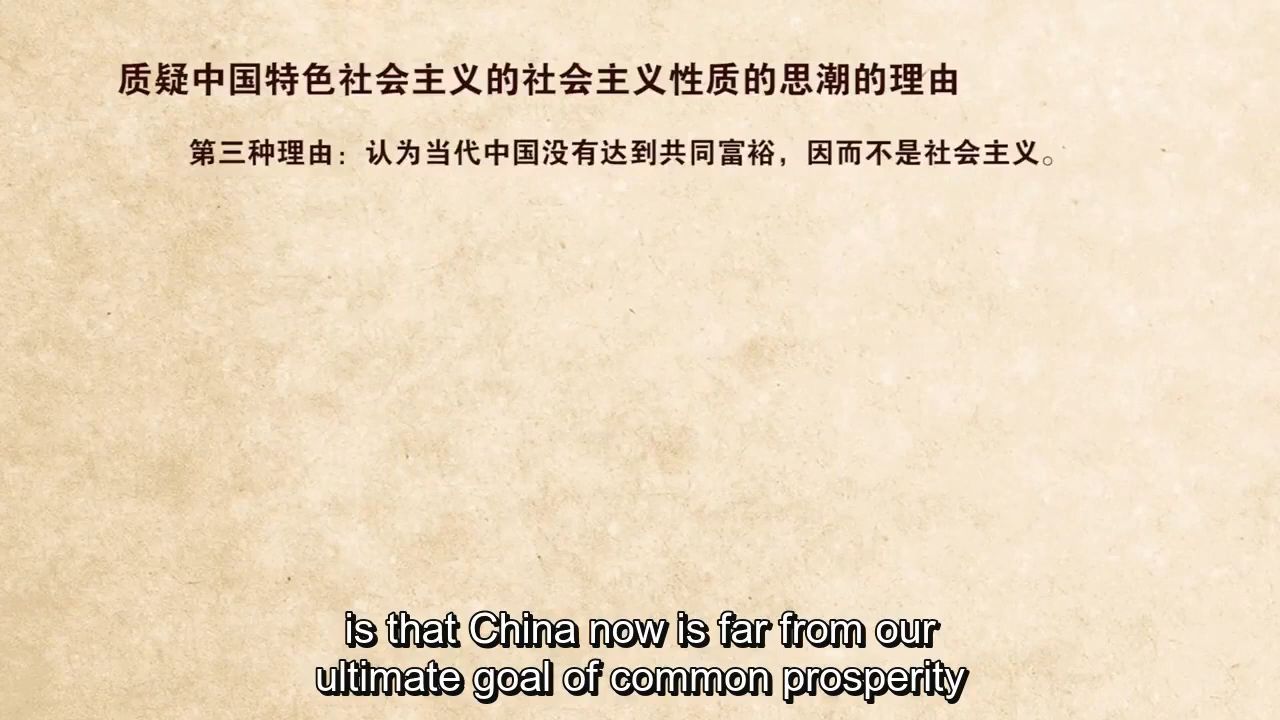 质疑中国特色社会主义的社会主义性质的思潮的理由
第三种理由：认为当代中国没有达到共同富裕，因而不是社会主义。
is that China now is far from our
ultimate goal of common prosperity